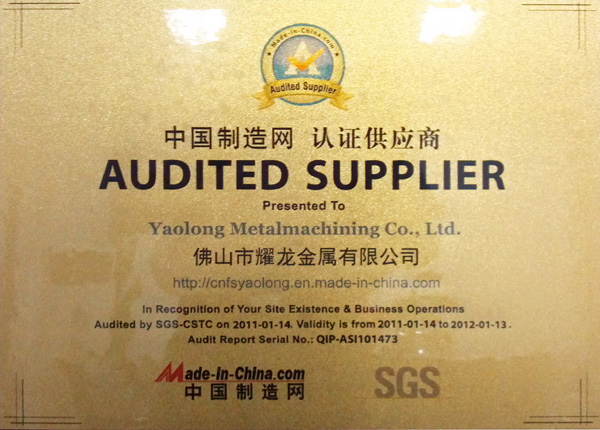 Made-in-China.com
Audited Supplier
中国制造网 认证供应商
AUDITED SUPPLIER
Presented To
Yaolong Metalmachining Co., Ltd.
佛山市耀龙金属有限公司
http://cnfsyaolong.en.made-in-china.com
In Recognition of Your Site Existence & Business Operations
Audited by SGS-CSTC on 2011-01-14. Validity is from 2011-01-14 to 2012-01-13.
Audit Report Serial No.: QIP-ASI101473
Made-in-China.com
中国制造网
SGS